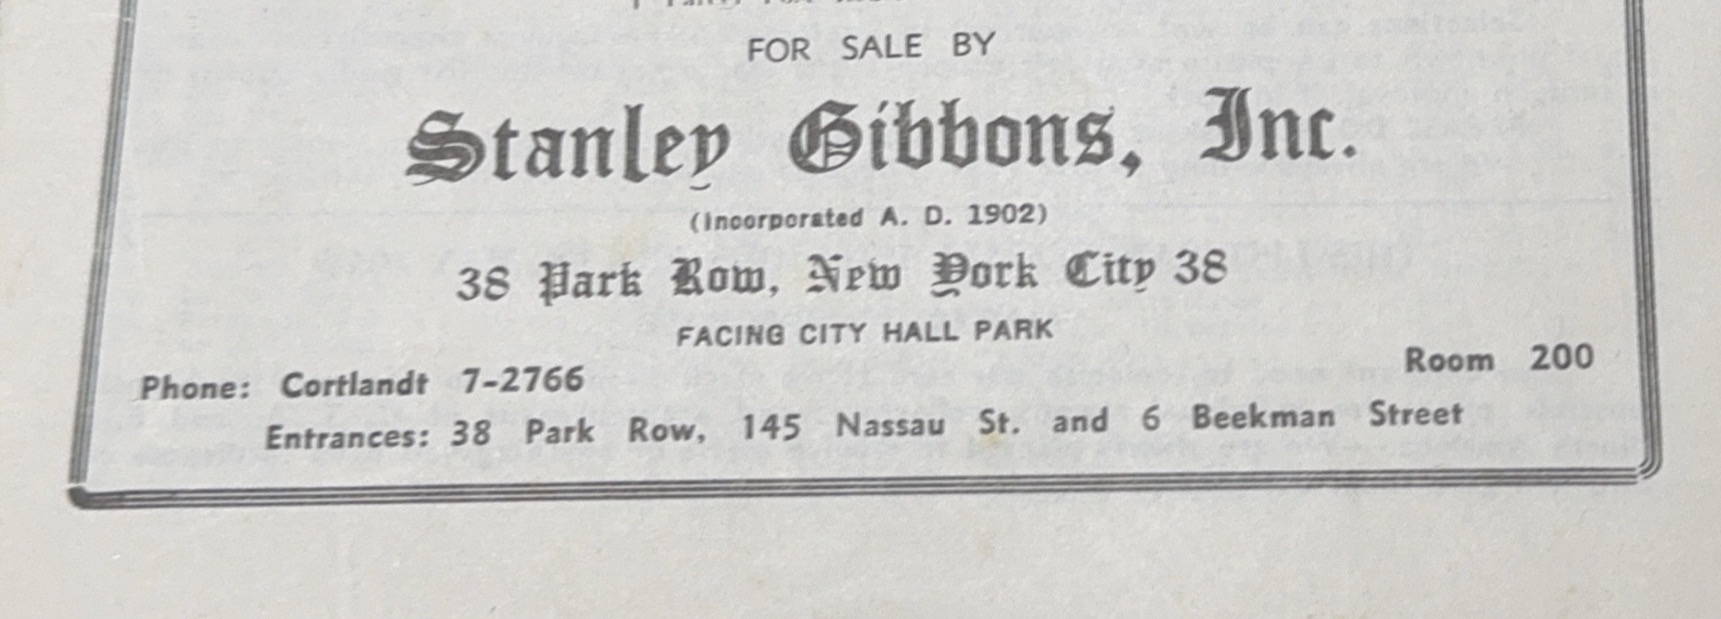 FOR SALE BY
Stanley Gibbons, Inc.
(Incorporated A. D. 1902)
38 Park Row, New York City 38
FACING CITY HALL PARK
Room 200
Phone: Cortlandt 7-2766
Entrances: 38 Park Row, 145 Nassau St. and 6 Beekman Street